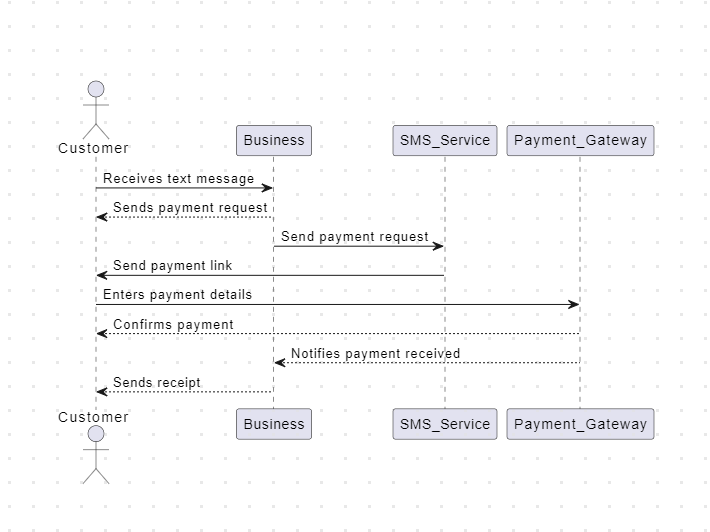 Customer
Business
SMS_Service
Payment_Gateway
Receives text message
Sends payment request
Send payment request
Send payment link
Enters payment details
Confirms payment
Notifies payment received
Sends receipt
Customer
Business
SMS_Service
Payment_Gateway